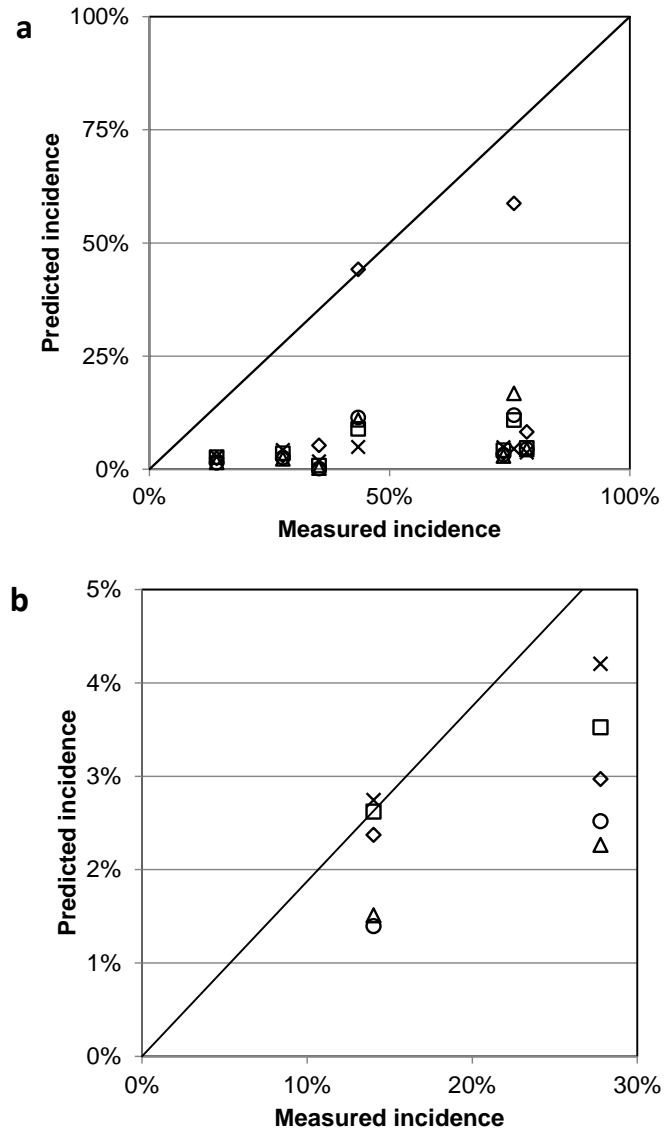 a
100%
75%
50%
25%
0%
Predicted incidence
0% 50% 100%
Measured incidence
b
5%
4%
3%
2%
1%
0%
Predicted incidence
0% 10% 20% 30%
Measured incidence